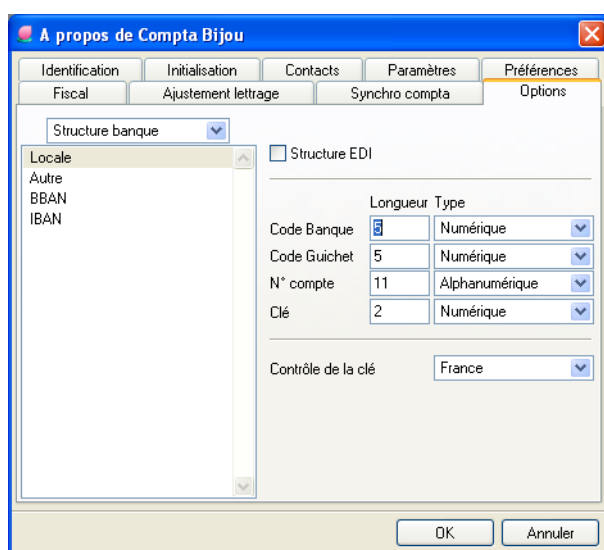 A propos de Compta Bijou
Identification Initialisation Contacts Paramètres Préférences
Fiscal Ajustement lettrage Synchro compta Options
Structure banque
Locale
Autre
BBAN
IBAN
Structure EDI
Longueur Type
Code Banque 5 Numérique
Code Guichet 5 Numérique
N° compte 11 Alphanumérique
Clé 2 Numérique
Contrôle de la clé France
OK Annuler